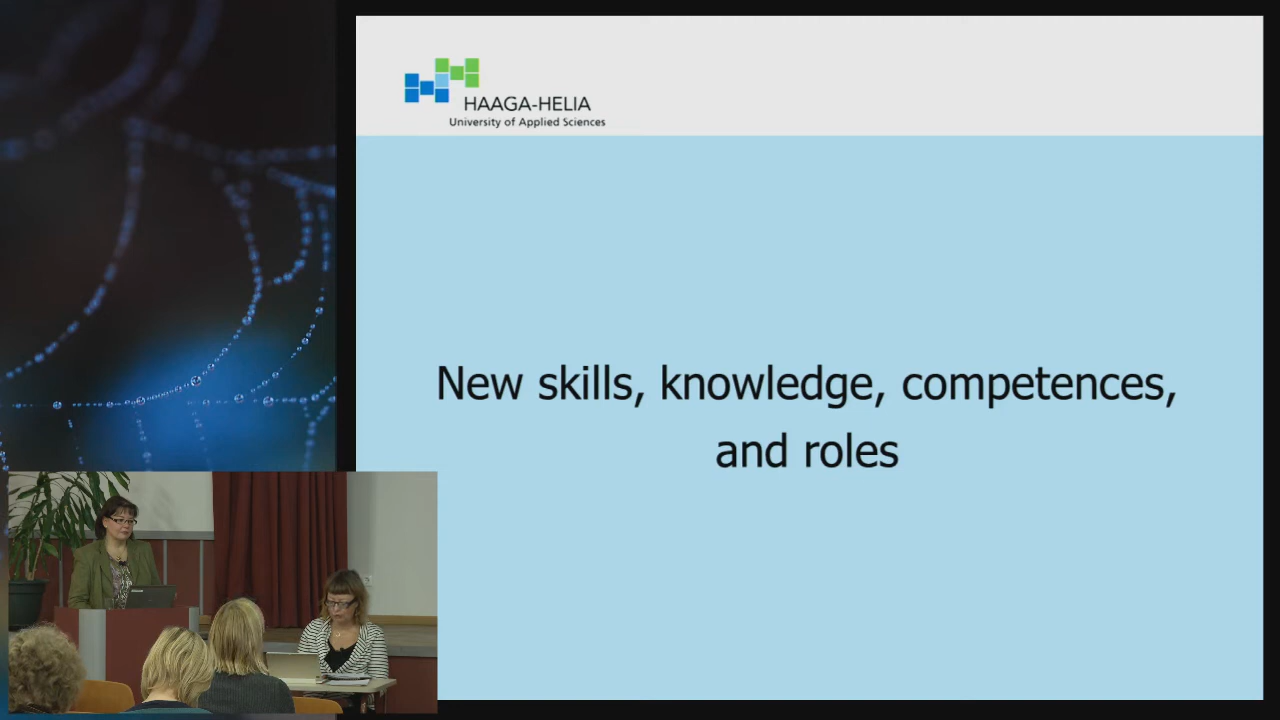 HAAGA-HELIA
University of Applied Sciences
New skills, knowledge, competences,
and roles